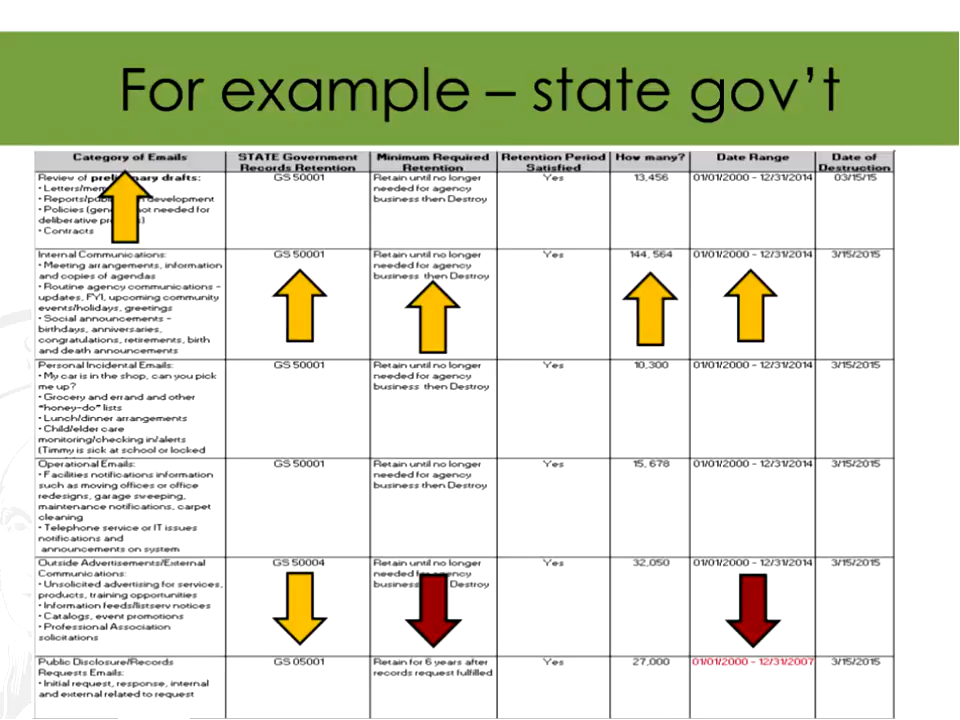 For example – state gov't
Category of Emails
STATE Government
Records Retention
Minimum Required
Retention
Retention Period
Satisfied
How many?
Date Range
Date of
Destruction
Review of drafts:
• Reports/ development
• Policies not needed for
deliberative
• Contracts
GS 50001
Retain until no longer
needed for agency
business then Destroy
Yes
13,456
01/01/2000 - 12/31/2014
03/15/15
Internal Communications:
• Meeting arrangements, information
and copies of agendas
• Routine agency communications -
updates, FYI, upcoming community
events/holidays, greetings
• Social announcements -
birthdays, anniversaries,
congratulations, retirements, birth
and death announcements
GS 50001
Retain until no longer
needed for agency
business then Destroy
Yes
144, 564
01/01/2000 - 12/31/2014
3/15/2015
Personal Incidental Emails:
• My car is in the shop, can you pick
me up?
• Grocery and errand and other
"honey-do" lists
• Lunch/dinner arrangements
• Child/elder care
monitoring/checking in/alerts
(Timmy is sick at school or locked
GS 50001
Retain until no longer
needed for agency
business then Destroy
Yes
10,300
01/01/2000 - 12/31/2014
3/15/2015
Operational Emails:
• Facilities notifications information
such as moving offices or office
redesigns, garage sweeping,
maintenance notifications, carpet
cleaning
• Telephone service or IT issues
notifications and
announcements on system
GS 50001
Retain until no longer
needed for agency
business then Destroy
Yes
15, 678
01/01/2000 - 12/31/2014
3/15/2015
Outside Advertisements/External
Communications:
• Unsolicited advertising for services,
products, training opportunities
• Information feeds/listserv notices
• Catalogs, event promotions
• Professional Association
solicitations
GS 50004
Retain until no longer
needed for agency
business Destroy
Yes
32,050
01/01/2000 - 12/31/2014
3/15/2015
Public Disclosure/Records
Requests Emails:
• Initial request, response, internal
and external related to request
GS 05001
Retain for 6 years after
records request fulfilled
Yes
27,000
01/01/2000 - 12/31/2007
3/15/2015